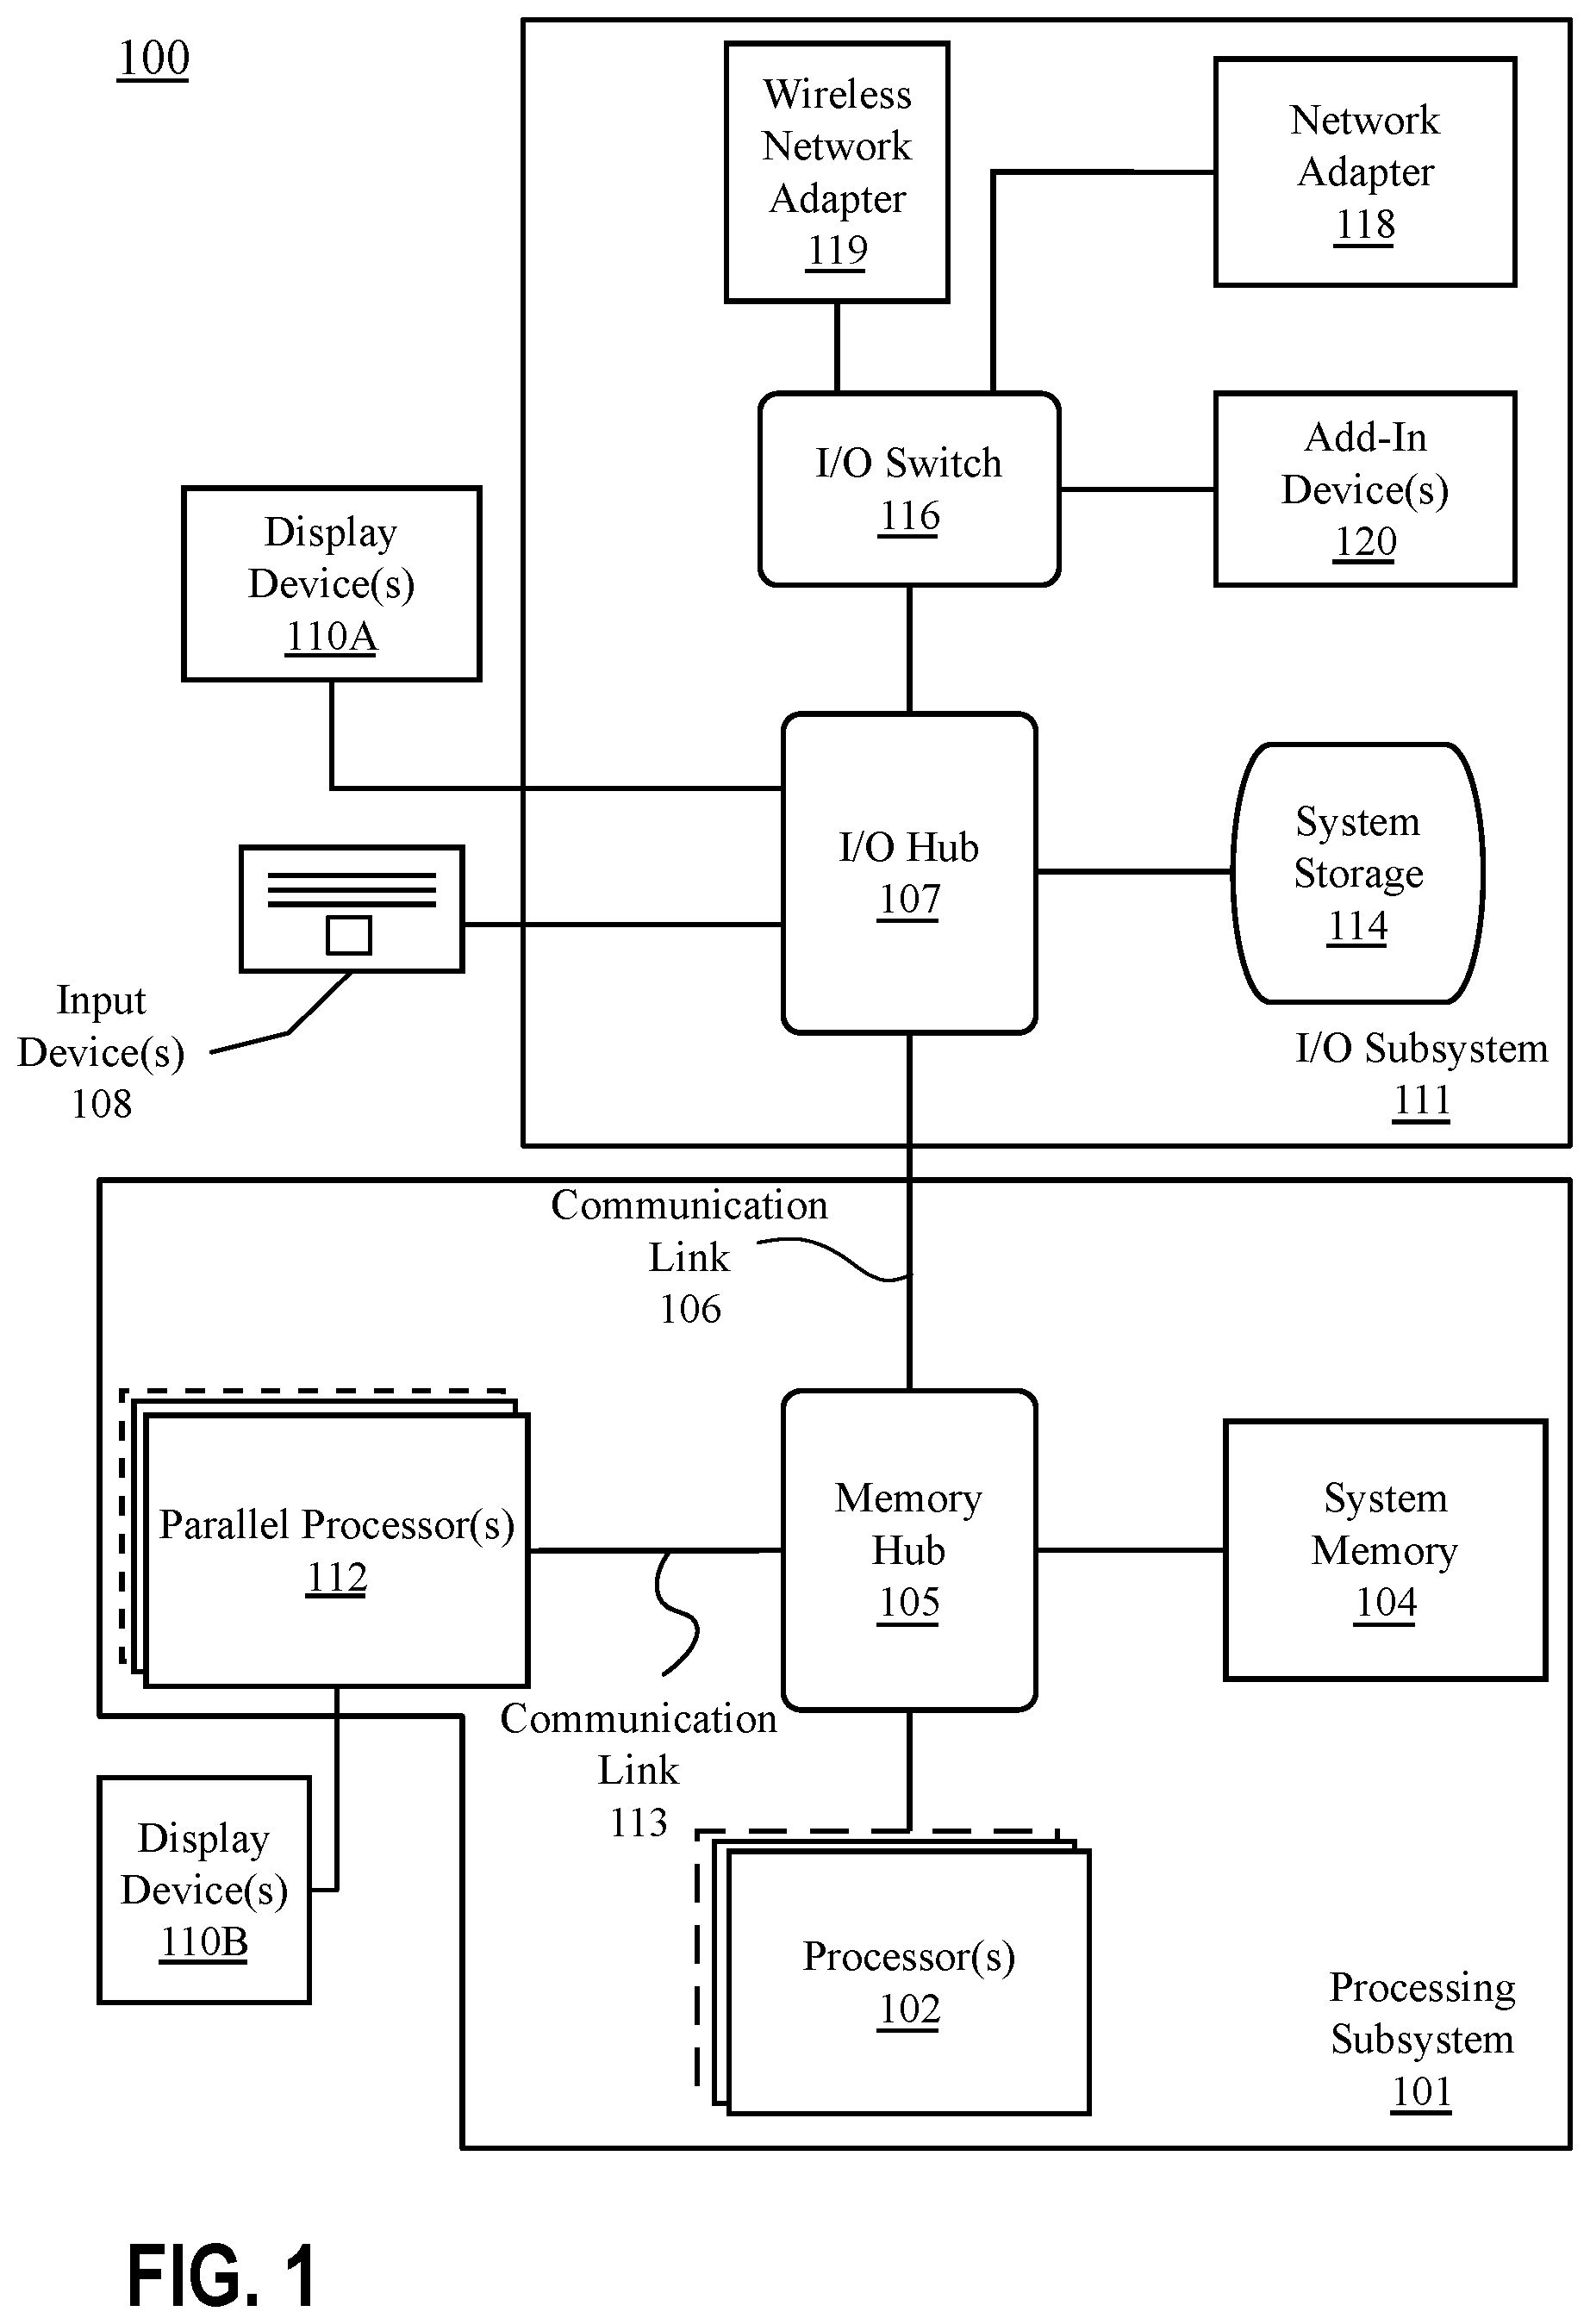 100
Wireless
Network
Adapter
119
Network
Adapter
118
I/O Switch
116
Add-In
Device(s)
120
Display
Device(s)
110A
I/O Hub
107
System
Storage
114
Input
Device(s)
108
I/O Subsystem
111
Communication
Link
106
Parallel Processor(s)
112
Memory
Hub
105
System
Memory
104
Communication
Link
113
Display
Device(s)
110B
Processor(s)
102
Processing
Subsystem
101
FIG. 1